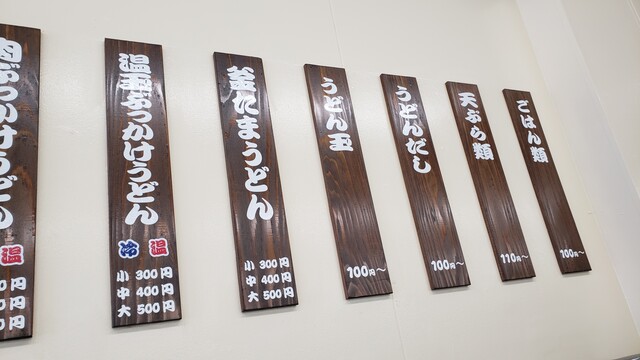 肉ぶっかけうどん
温
0円
0円
0円
温玉ぶっかけうどん
冷 温
小 300円
中 400円
大 500円
釜たまうどん
小 300円
中 400円
大 500円
うどん玉
100円～
うどんだし
100円～
天ぷら類
110円～
ごはん類
100円～